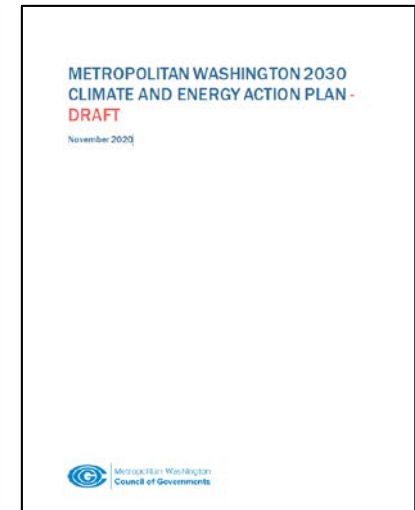 METROPOLITAN WASHINGTON 2030
CLIMATE AND ENERGY ACTION PLAN -
DRAFT
November 2020
Metropolitan Washington
Council of Governments